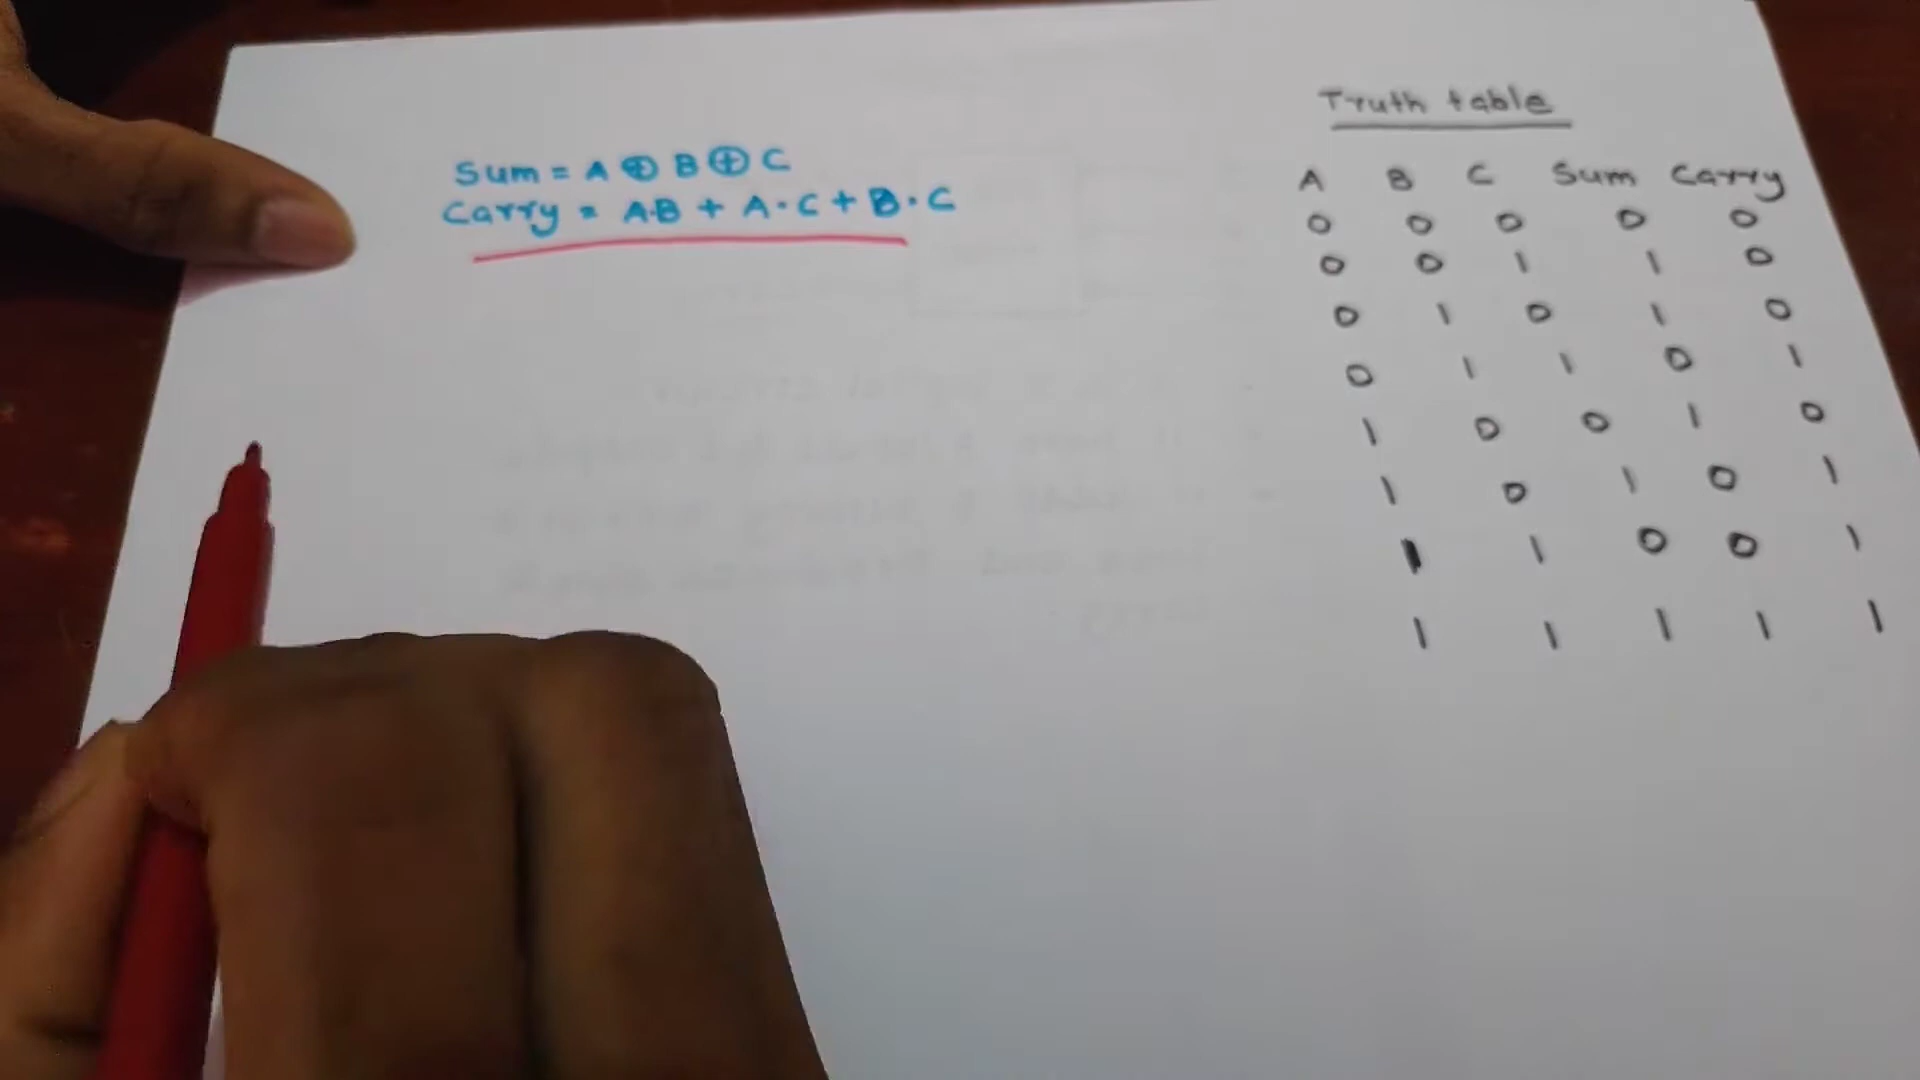 Sum = A ⊕ B ⊕ C
Carry = A·B + A·C + B·C
Truth table
A B C Sum Carry
0 0 0 0 0
0 0 1 1 0
0 1 0 1 0
0 1 1 0 1
1 0 0 1 0
1 0 1 0 1
1 1 0 0 1
1 1 1 1 1